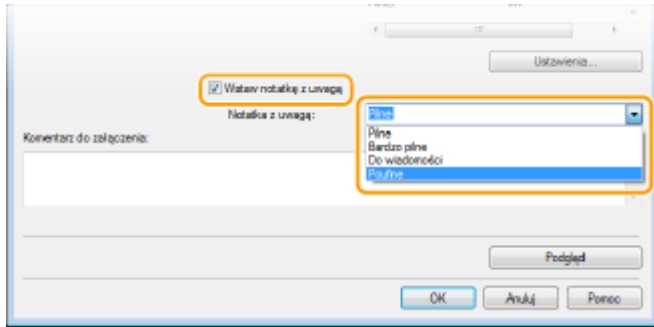 Ustawienia...
Wstaw notatkę z uwagą
Notatka z uwagą:
Pilne
Pilne
Bardzo pilne
Do wiadomości
Poufne
Komentarz do załączenia:
Podgląd
OK
Anuluj
Pomoc